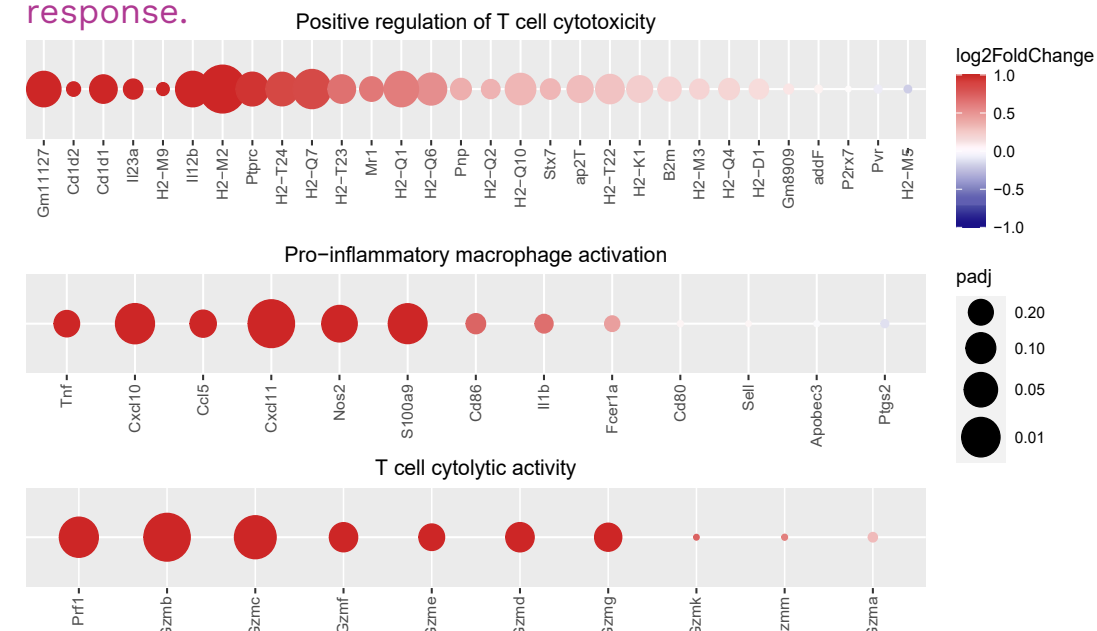 response.
Positive regulation of T cell cytotoxicity
Gm11127
Cd1d2
Cd1d1
Il23a
H2−M9
Il12b
H2−M2
Ptprc
H2−T24
H2−Q7
H2−T23
Mr1
H2−Q1
H2−Q6
Pnp
H2−Q2
H2−Q10
Stx7
ap2T
H2−T22
H2−K1
B2m
H2−M3
H2−Q4
H2−D1
Gm8909
addF
P2rx7
Pvr
H2−M5
log2FoldChange
1.0
0.5
0.0
−0.5
−1.0
Pro−inflammatory macrophage activation
Tnf
Cxcl10
Ccl5
Cxcl11
Nos2
S100a9
Cd86
Il1b
Fcer1a
Cd80
Sell
Apobec3
Ptgs2
padj
0.20
0.10
0.05
0.01
T cell cytolytic activity
Prf1
Gzmb
Gzmc
Gzmf
Gzme
Gzmd
Gzmg
Gzmk
zmm
Gzma